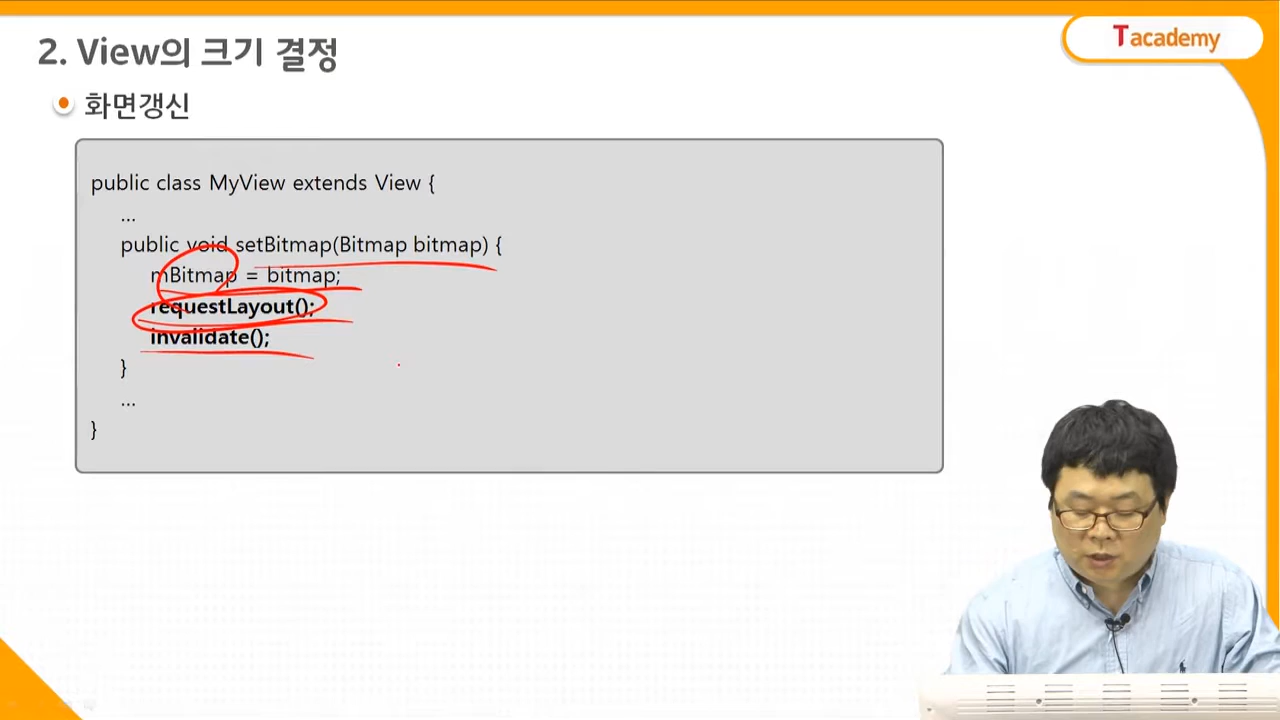 2. View의 크기 결정
Tacademy
화면갱신
public class MyView extends View {
...
public void setBitmap(Bitmap bitmap) {
mBitmap = bitmap;
requestLayout();
invalidate();
}
...
}